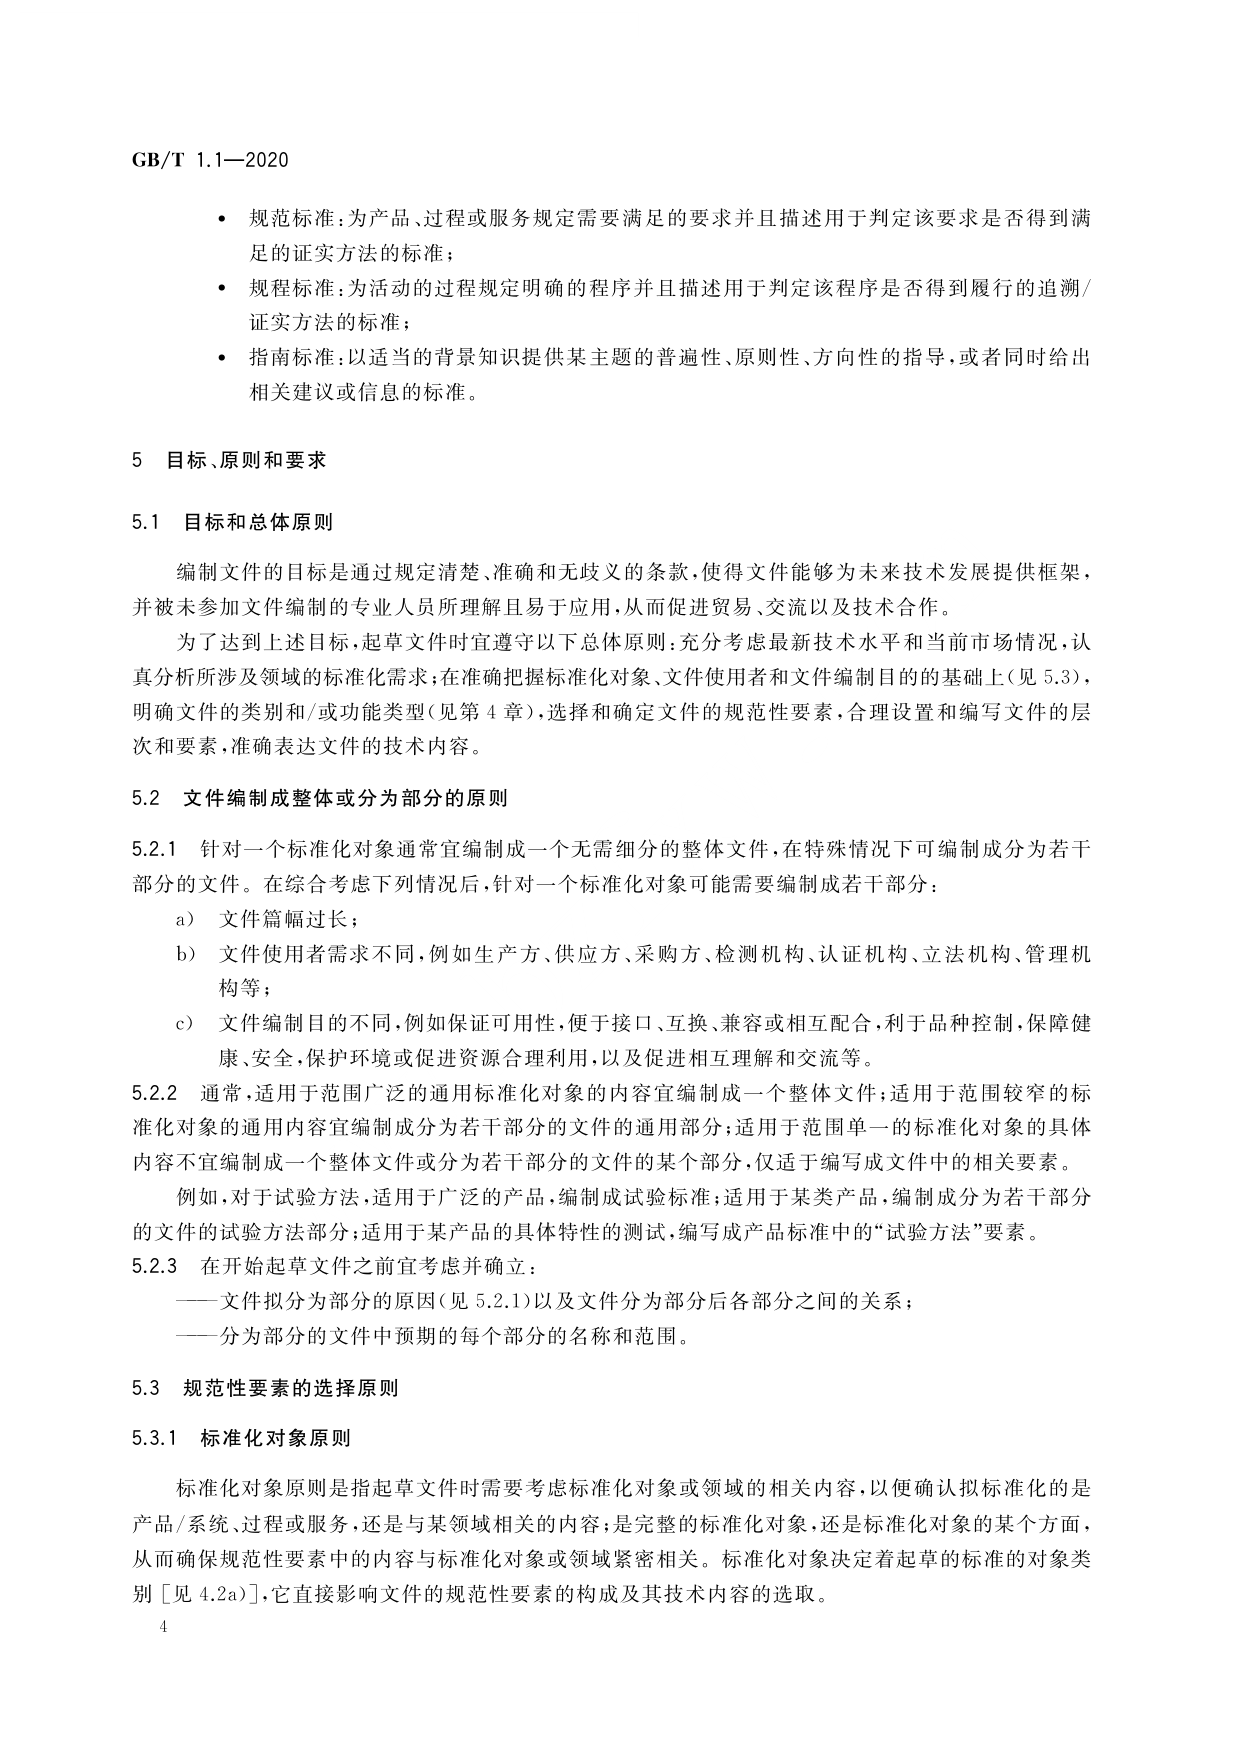 GB/T 1.1—2020
• 规范标准:为产品、过程或服务规定需要满足的要求并且描述用于判定该要求是否得到满
足的证实方法的标准;
• 规程标准:为活动的过程规定明确的程序并且描述用于判定该程序是否得到履行的追溯/
证实方法的标准;
• 指南标准:以适当的背景知识提供某主题的普遍性、原则性、方向性的指导,或者同时给出
相关建议或信息的标准。
5 目标、原则和要求
5.1 目标和总体原则
编制文件的目标是通过规定清楚、准确和无歧义的条款,使得文件能够为未来技术发展提供框架,
并被未参加文件编制的专业人员所理解且易于应用,从而促进贸易、交流以及技术合作。
为了达到上述目标,起草文件时宜遵守以下总体原则:充分考虑最新技术水平和当前市场情况,认
真分析所涉及领域的标准化需求;在准确把握标准化对象、文件使用者和文件编制目的的基础上(见 5.3),
明确文件的类别和/或功能类型(见第 4 章),选择和确定文件的规范性要素,合理设置和编写文件的层
次和要素,准确表达文件的技术内容。
5.2 文件编制成整体或分为部分的原则
5.2.1 针对一个标准化对象通常宜编制成一个无需细分的整体文件,在特殊情况下可编制成分为若干
部分的文件。在综合考虑下列情况后,针对一个标准化对象可能需要编制成若干部分:
a) 文件篇幅过长;
b) 文件使用者需求不同,例如生产方、供应方、采购方、检测机构、认证机构、立法机构、管理机
构等;
c) 文件编制目的不同,例如保证可用性,便于接口、互换、兼容或相互配合,利于品种控制,保障健
康、安全,保护环境或促进资源合理利用,以及促进相互理解和交流等。
5.2.2 通常,适用于范围广泛的通用标准化对象的内容宜编制成一个整体文件;适用于范围较窄的标
准化对象的通用内容宜编制成分为若干部分的文件的通用部分;适用于范围单一的标准化对象的具体
内容不宜编制成一个整体文件或分为若干部分的文件的某个部分,仅适于编写成文件中的相关要素。
例如,对于试验方法,适用于广泛的产品,编制成试验标准;适用于某类产品,编制成分为若干部分
的文件的试验方法部分;适用于某产品的具体特性的测试,编写成产品标准中的“试验方法”要素。
5.2.3 在开始起草文件之前宜考虑并确立:
——文件拟分为部分的原因(见 5.2.1)以及文件分为部分后各部分之间的关系;
——分为部分的文件中预期的每个部分的名称和范围。
5.3 规范性要素的选择原则
5.3.1 标准化对象原则
标准化对象原则是指起草文件时需要考虑标准化对象或领域的相关内容,以便确认拟标准化的是
产品/系统、过程或服务,还是与某领域相关的内容;是完整的标准化对象,还是标准化对象的某个方面,
从而确保规范性要素中的内容与标准化对象或领域紧密相关。标准化对象决定着起草的标准的对象类
别[见 4.2a)],它直接影响文件的规范性要素的构成及其技术内容的选取。
4